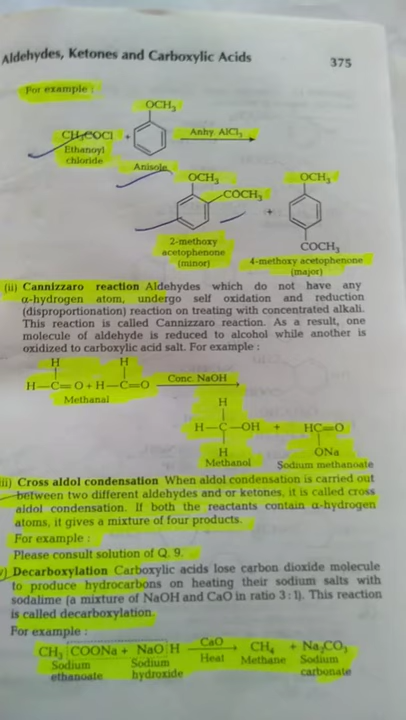 Aldehydes, Ketones and Carboxylic Acids 375
For example :
OCH₃
CH₃COCl + Anhy. AlCl₃
Ethanoyl
chloride
Anisole
OCH₃ OCH₃
COCH₃
+
COCH₃
2-methoxy
acetophenone
(minor)
4-methoxy acetophenone
(major)
(ii) Cannizzaro reaction Aldehydes which do not have any
α-hydrogen atom, undergo self oxidation and reduction
(disproportionation) reaction on treating with concentrated alkali.
This reaction is called Cannizzaro reaction. As a result, one
molecule of aldehyde is reduced to alcohol while another is
oxidized to carboxylic acid salt. For example :
H H
H—C=O + H—C=O Conc. NaOH
Methanal
H
H—C—OH + HC=O
H ONa
Methanol Sodium methanoate
iii) Cross aldol condensation When aldol condensation is carried out
between two different aldehydes and or ketones, it is called cross
aldol condensation. If both the reactants contain α-hydrogen
atoms, it gives a mixture of four products.
For example :
Please consult solution of Q. 9.
) Decarboxylation Carboxylic acids lose carbon dioxide molecule
to produce hydrocarbons on heating their sodium salts with
sodalime (a mixture of NaOH and CaO in ratio 3 : 1). This reaction
is called decarboxylation.
For example :
CH₃ COONa + NaO H CaO CH₄ + Na₂CO₃
Sodium Sodium Heat Methane Sodium
ethanoate hydroxide carbonate